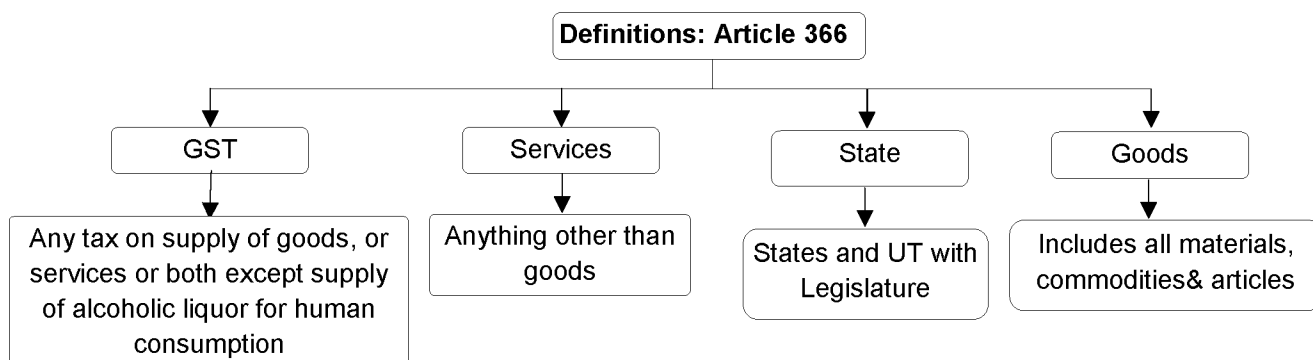 Definitions: Article 366
GST
Services
State
Goods
Any tax on supply of goods, or
services or both except supply
of alcoholic liquor for human
consumption
Anything other than
goods
States and UT with
Legislature
Includes all materials,
commodities& articles